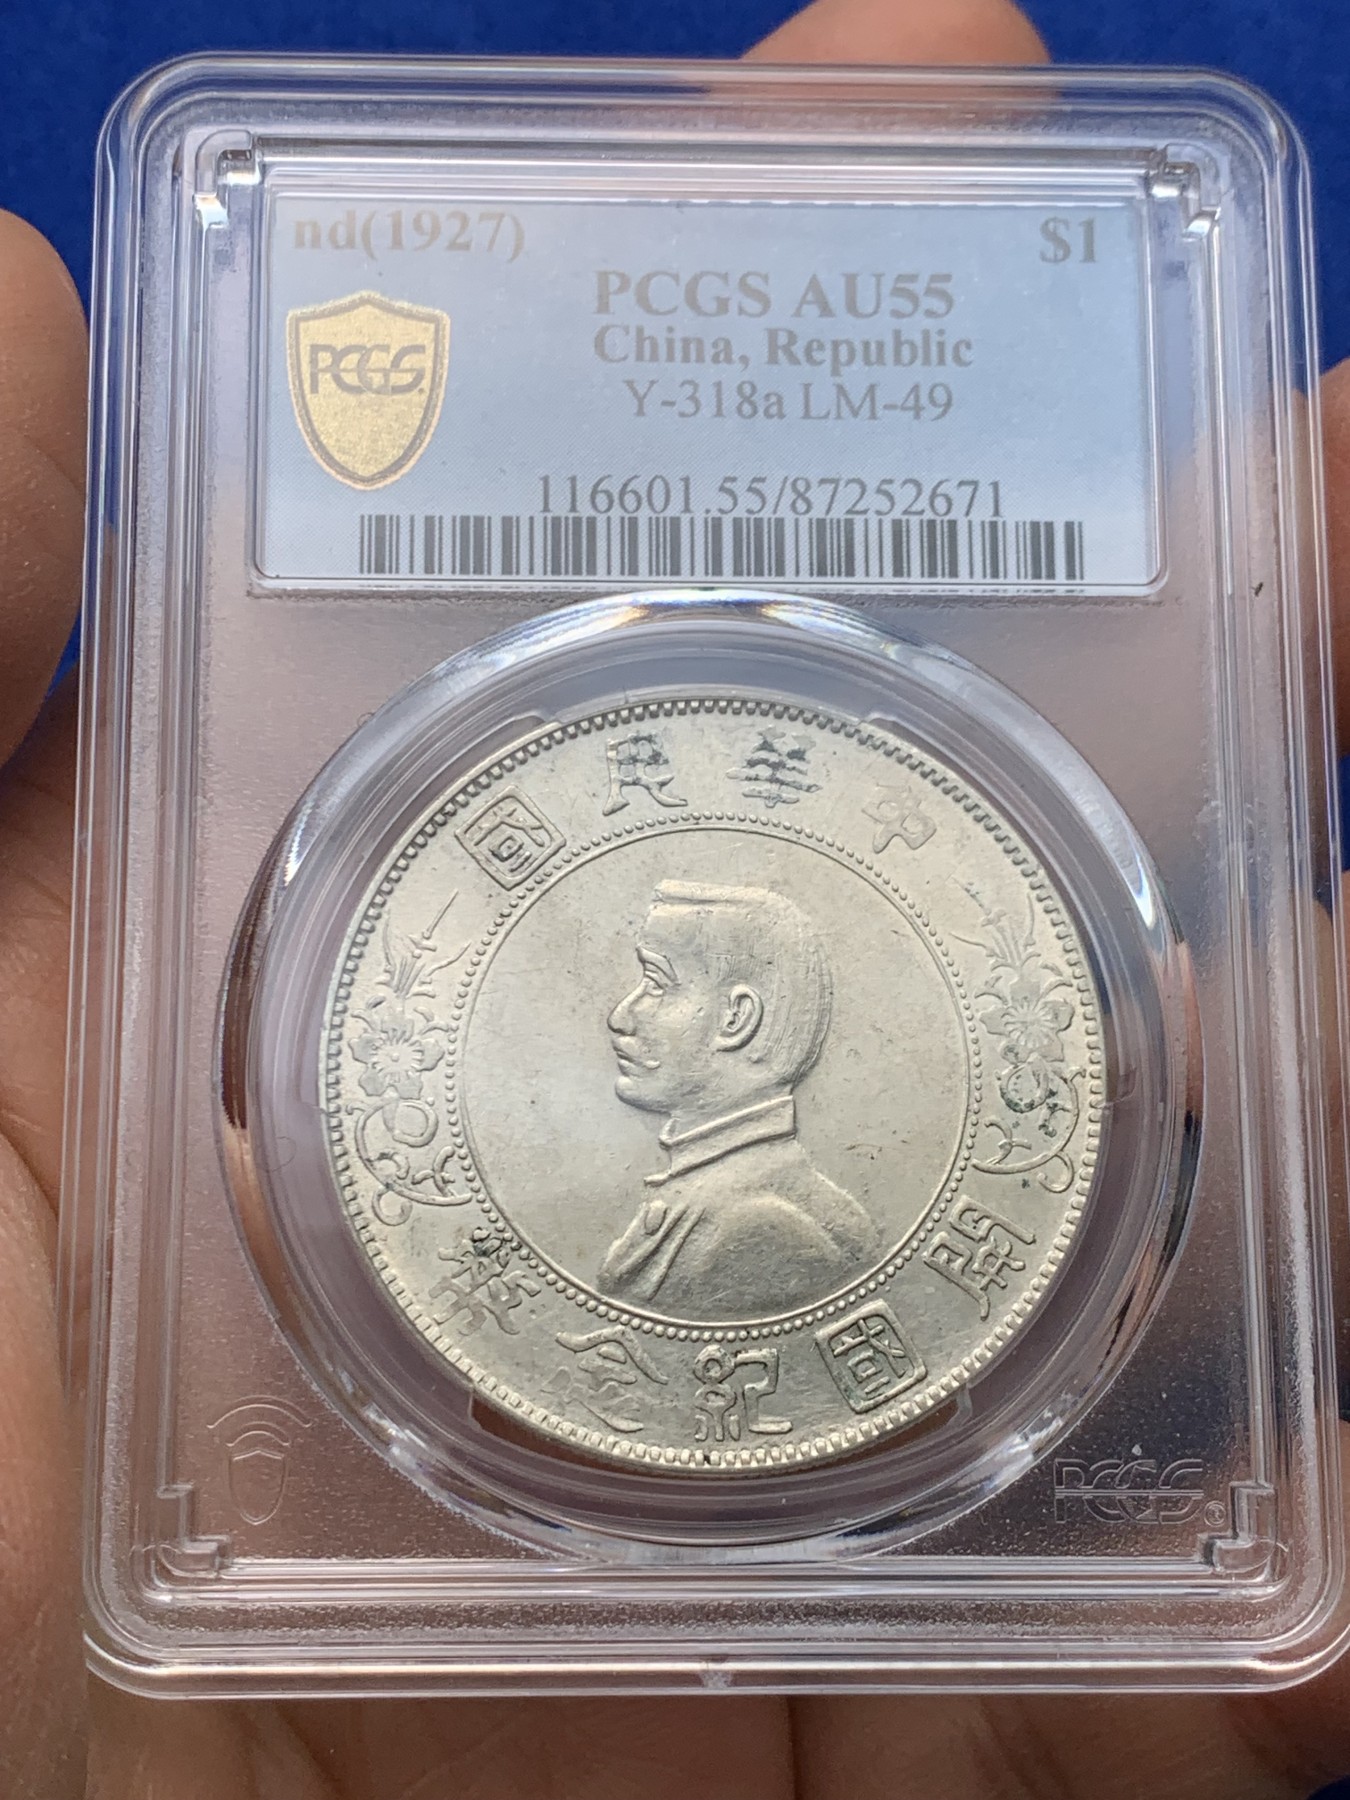 nd(1927) $1
PCGS AU55
China, Republic
PCGS
Y-318a LM-49
116601.55/87252671
中華民國
開國紀念幣
PCGS